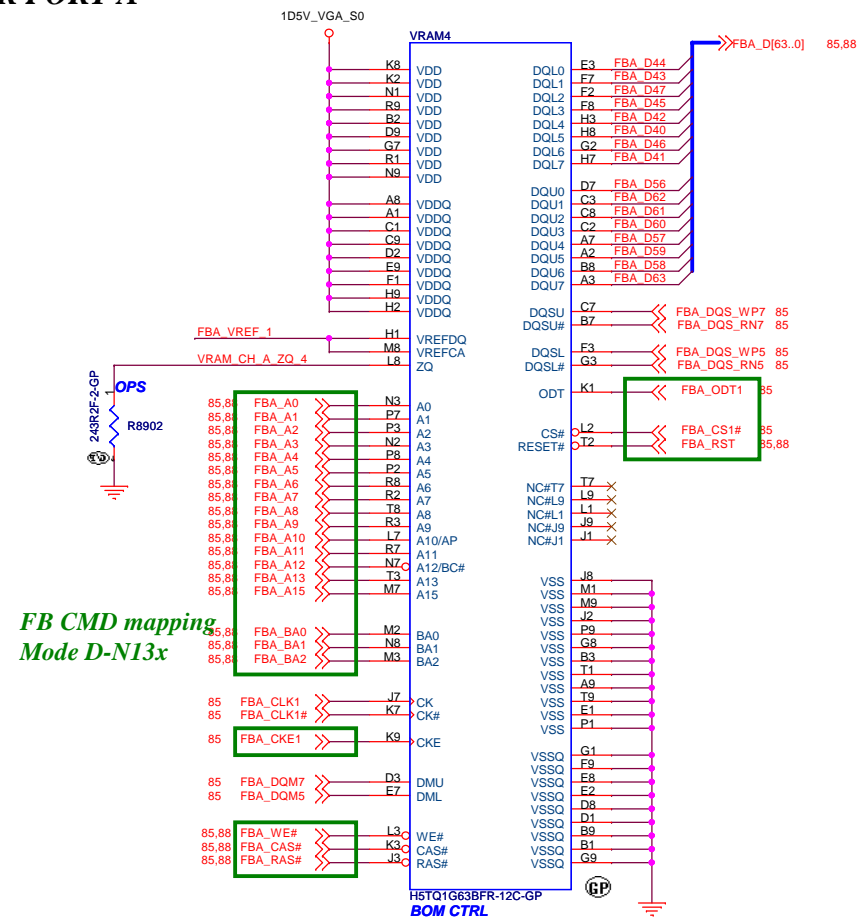 1D5V_VGA_S0
VRAM4
FBA_D[63..0] 85,88
K8 VDD
K2 VDD
N1 VDD
R9 VDD
B2 VDD
D9 VDD
G7 VDD
R1 VDD
N9 VDD
A8 VDDQ
A1 VDDQ
C1 VDDQ
C9 VDDQ
D2 VDDQ
E9 VDDQ
F1 VDDQ
H9 VDDQ
H2 VDDQ
FBA_VREF_1 H1 VREFDQ
M8 VREFCA
VRAM_CH_A_ZQ_4 L8 ZQ
1 OPS
243R2F-2-GP
R8902
85,88 FBA_A0 N3 A0
85,88 FBA_A1 P7 A1
85,88 FBA_A2 P3 A2
85,88 FBA_A3 N2 A3
85,88 FBA_A4 P8 A4
85,88 FBA_A5 P2 A5
85,88 FBA_A6 R8 A6
85,88 FBA_A7 R2 A7
85,88 FBA_A8 T8 A8
85,88 FBA_A9 R3 A9
85,88 FBA_A10 L7 A10/AP
85,88 FBA_A11 R7 A11
85,88 FBA_A12 N7 A12/BC#
85,88 FBA_A13 T3 A13
85,88 FBA_A15 M7 A15
FB CMD mapping
Mode D-N13x
85,88 FBA_BA0 M2 BA0
85,88 FBA_BA1 N8 BA1
85,88 FBA_BA2 M3 BA2
85 FBA_CLK1 J7 CK
85 FBA_CLK1# K7 CK#
85 FBA_CKE1 K9 CKE
85 FBA_DQM7 D3 DMU
85 FBA_DQM5 E7 DML
85,88 FBA_WE# L3 WE#
85,88 FBA_CAS# K3 CAS#
85,88 FBA_RAS# J3 RAS#
DQL0 E3 FBA_D44
DQL1 F7 FBA_D43
DQL2 F2 FBA_D47
DQL3 F8 FBA_D45
DQL4 H3 FBA_D42
DQL5 H8 FBA_D40
DQL6 G2 FBA_D46
DQL7 H7 FBA_D41
DQU0 D7 FBA_D56
DQU1 C3 FBA_D62
DQU2 C8 FBA_D61
DQU3 C2 FBA_D60
DQU4 A7 FBA_D57
DQU5 A2 FBA_D59
DQU6 B8 FBA_D58
DQU7 A3 FBA_D63
DQSU C7 FBA_DQS_WP7 85
DQSU# B7 FBA_DQS_RN7 85
DQSL F3 FBA_DQS_WP5 85
DQSL# G3 FBA_DQS_RN5 85
ODT K1 FBA_ODT1 85
CS# L2 FBA_CS1# 85
RESET# T2 FBA_RST 85,88
NC#T7 T7
NC#L9 L9
NC#L1 L1
NC#J9 J9
NC#J1 J1
VSS J8
VSS M1
VSS M9
VSS J2
VSS P9
VSS G8
VSS B3
VSS T1
VSS A9
VSS T9
VSS E1
VSS P1
VSSQ G1
VSSQ F9
VSSQ E8
VSSQ E2
VSSQ D8
VSSQ D1
VSSQ B9
VSSQ B1
VSSQ G9
H5TQ1G63BFR-12C-GP
BOM CTRL
GP